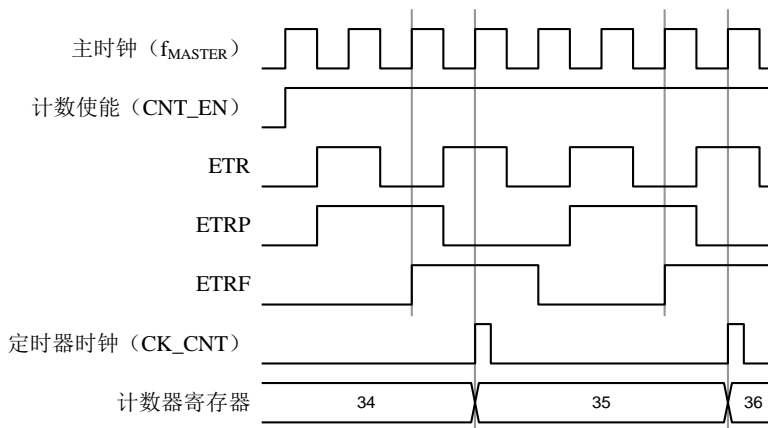 主时钟（fMASTER）
计数使能（CNT_EN）
ETR
ETRP
ETRF
定时器时钟（CK_CNT）
计数器寄存器 34 35 36